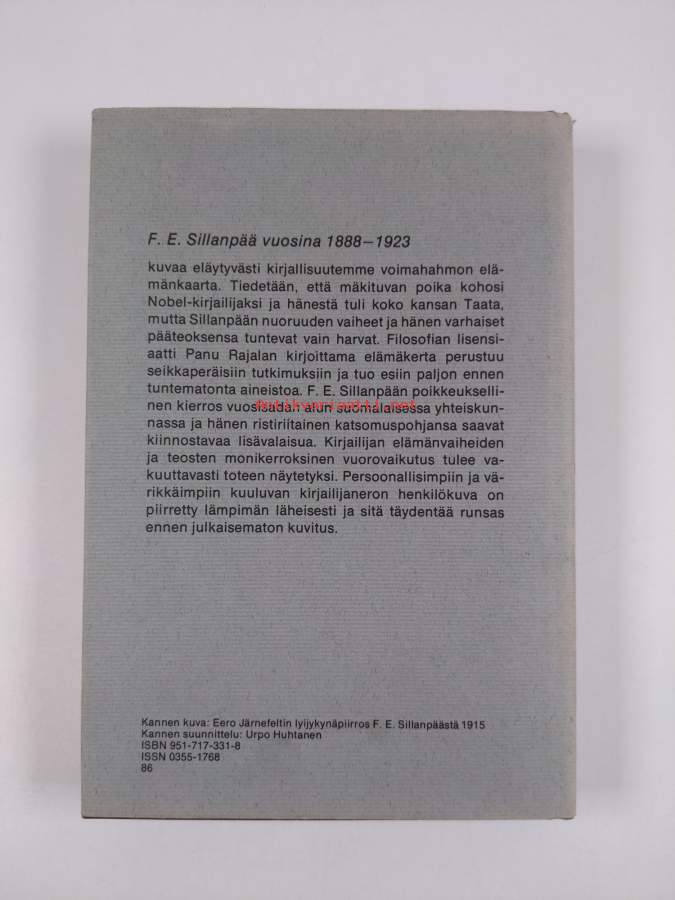 F. E. Sillanpää vuosina 1888–1923
kuvaa eläytyvästi kirjallisuutemme voimahahmon elä-
mänkaarta. Tiedetään, että mäkituvan poika kohosi
Nobel-kirjailijaksi ja hänestä tuli koko kansan Taata,
mutta Sillanpään nuoruuden vaiheet ja hänen varhaiset
pääteoksensa tuntevat vain harvat. Filosofian lisensi-
aatti Panu Rajalan kirjoittama elämäkerta perustuu
seikkaperäisiin tutkimuksiin ja tuo esiin paljon ennen
tuntematonta aineistoa. F. E. Sillanpään poikkeukselli-
nen kierros vuosisadan alun suomalaisessa yhteiskun-
nassa ja hänen ristiriitainen katsomuspohjansa saavat
kiinnostavaa lisävalaisua. Kirjailijan elämänvaiheiden
ja teosten monikerroksinen vuorovaikutus tulee va-
kuuttavasti toteen näytetyksi. Persoonallisimpiin ja vä-
rikkäimpiin kuuluvan kirjailijaneron henkilökuva on
piirretty lämpimän läheisesti ja sitä täydentää runsas
ennen julkaisematon kuvitus.
Kannen kuva: Eero Järnefeltin lyijykynäpiirros F. E. Sillanpäästä 1915
Kannen suunnittelu: Urpo Huhtanen
ISBN 951-717-331-8
ISSN 0355-1768
86